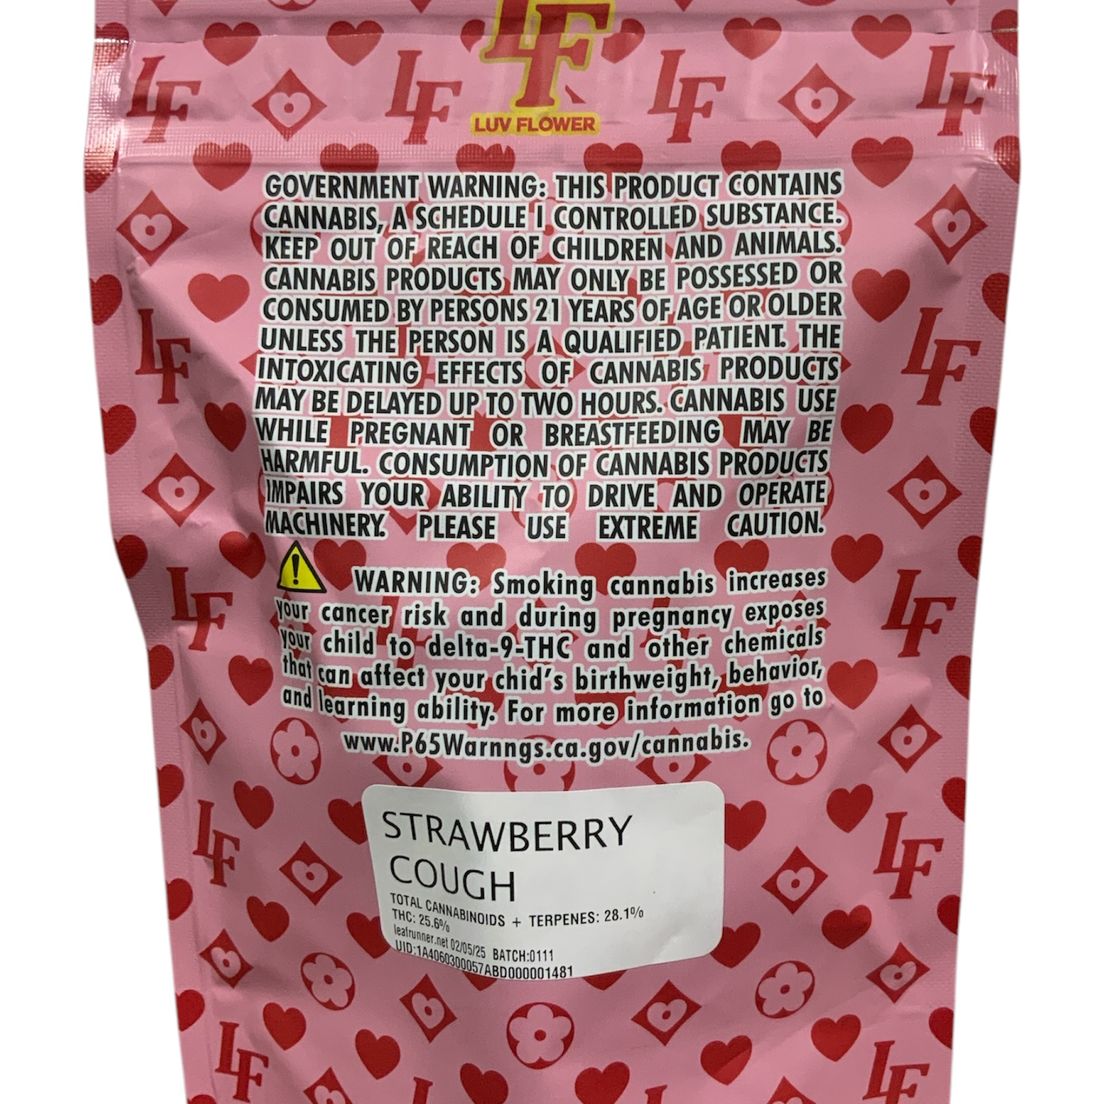 LF
LUV FLOWER
GOVERNMENT WARNING: THIS PRODUCT CONTAINS
CANNABIS, A SCHEDULE I CONTROLLED SUBSTANCE.
KEEP OUT OF REACH OF CHILDREN AND ANIMALS.
CANNABIS PRODUCTS MAY ONLY BE POSSESSED OR
CONSUMED BY PERSONS 21 YEARS OF AGE OR OLDER
UNLESS THE PERSON IS A QUALIFIED PATIENT. THE
INTOXICATING EFFECTS OF CANNABIS PRODUCTS
MAY BE DELAYED UP TO TWO HOURS. CANNABIS USE
WHILE PREGNANT OR BREASTFEEDING MAY BE
HARMFUL. CONSUMPTION OF CANNABIS PRODUCTS
IMPAIRS YOUR ABILITY TO DRIVE AND OPERATE
MACHINERY. PLEASE USE EXTREME CAUTION.
WARNING: Smoking cannabis increases
your cancer risk and during pregnancy exposes
your child to delta-9-THC and other chemicals
that can affect your chid's birthweight, behavior,
and learning ability. For more information go to
www.P65Warnngs.ca.gov/cannabis.
STRAWBERRY
COUGH
TOTAL CANNABINOIDS + TERPENES: 28.1%
THC: 25.6%
leafrunner.net 02/05/25 BATCH:0111
UID:1A4060300057ABD000001481